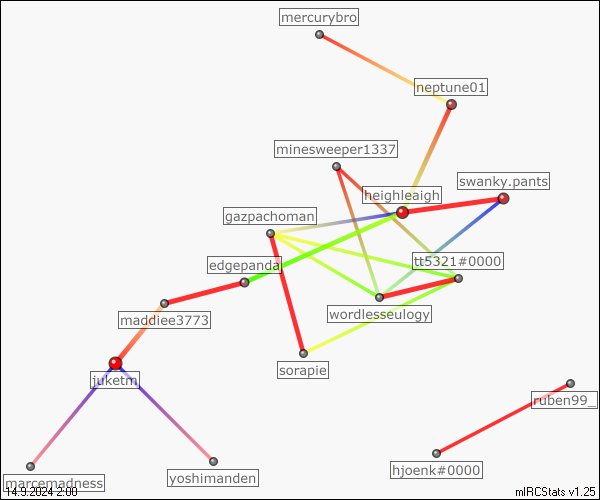 mercurybro
neptune01
minesweeper1337
swanky.pants
heighleaigh
gazpachoman
tt5321#0000
edgepanda
wordlesseulogy
maddiee3773
sorapie
juketm
ruben99_
hjoenk#0000
yoshimanden
marcemadness
14.9.2024 2:00
mIRCStats v1.25